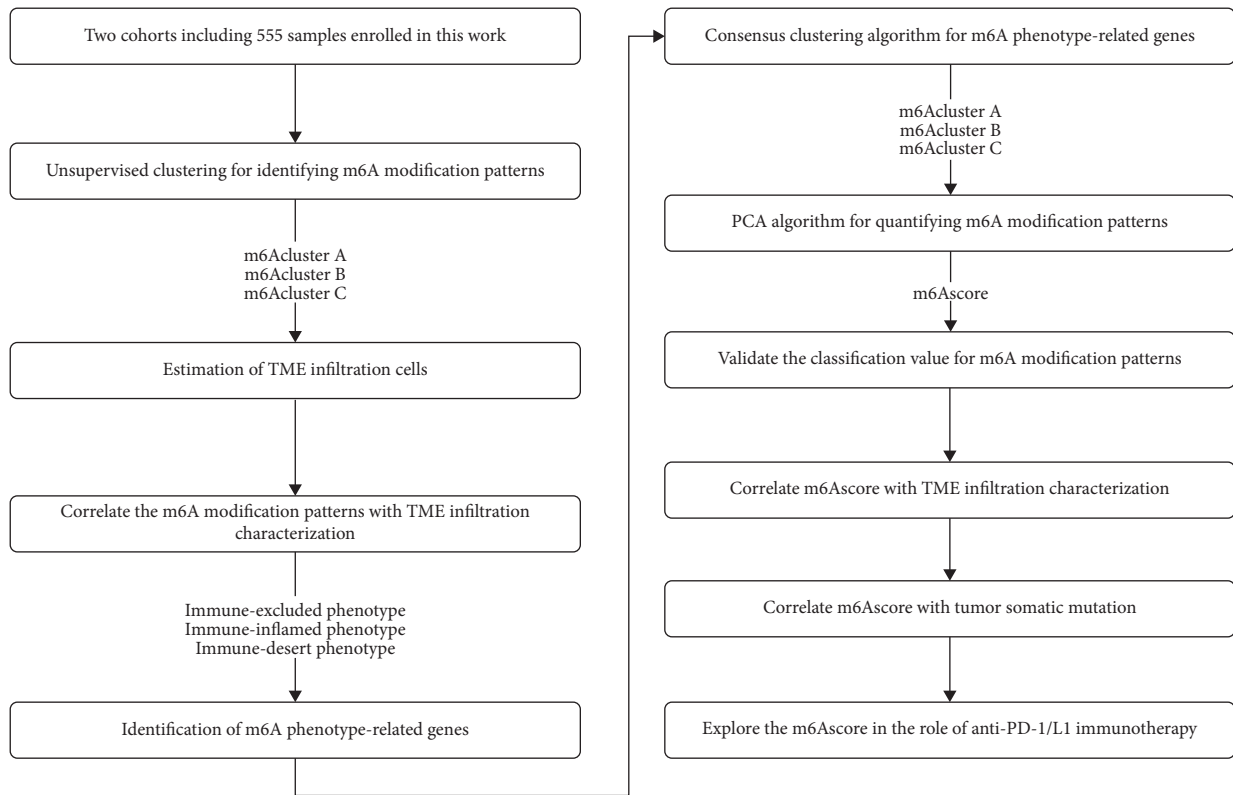 Two cohorts including 555 samples enrolled in this work
Unsupervised clustering for identifying m6A modification patterns
m6Acluster A
m6Acluster B
m6Acluster C
Estimation of TME infiltration cells
Correlate the m6A modification patterns with TME infiltration
characterization
Immune-excluded phenotype
Immune-inflamed phenotype
Immune-desert phenotype
Identification of m6A phenotype-related genes
Consensus clustering algorithm for m6A phenotype-related genes
m6Acluster A
m6Acluster B
m6Acluster C
PCA algorithm for quantifying m6A modification patterns
m6Ascore
Validate the classification value for m6A modification patterns
Correlate m6Ascore with TME infiltration characterization
Correlate m6Ascore with tumor somatic mutation
Explore the m6Ascore in the role of anti-PD-1/L1 immunotherapy